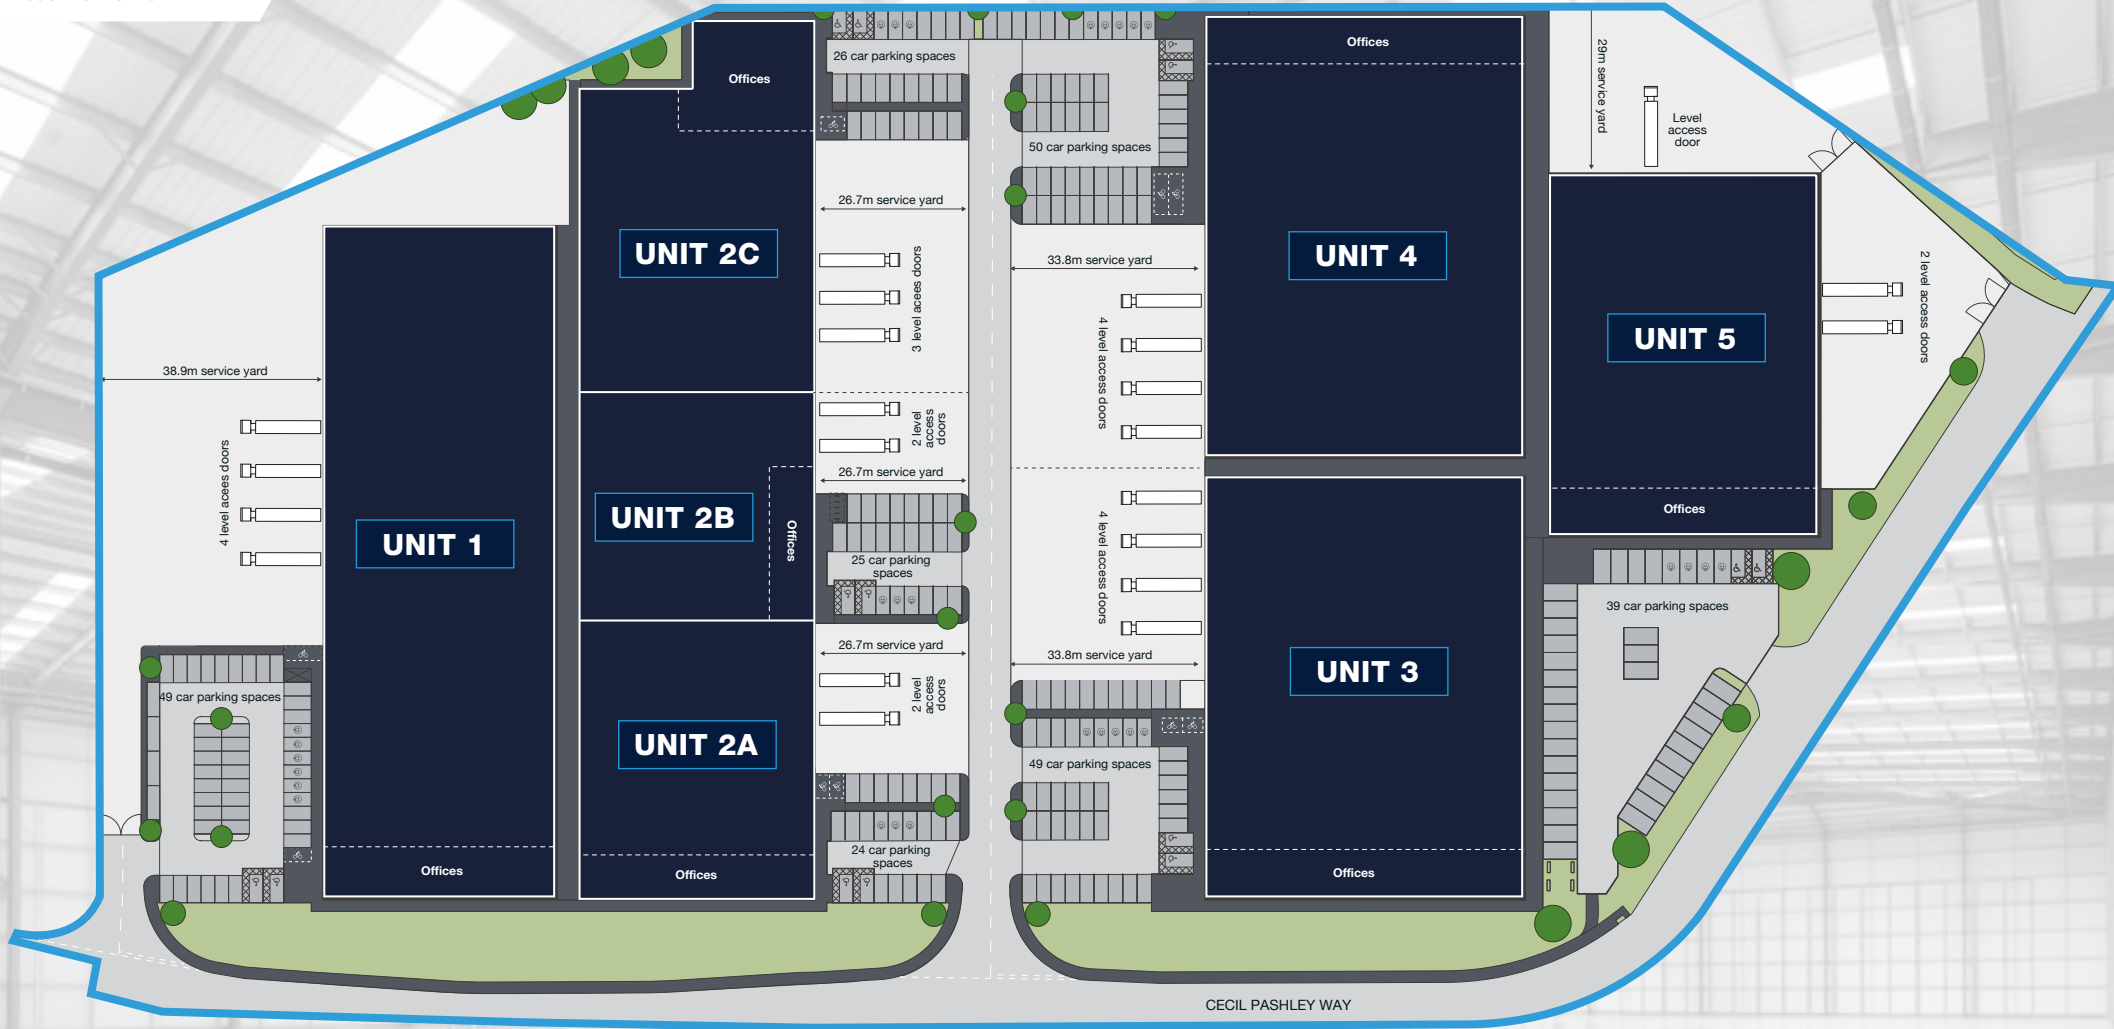 Offices
26 car parking spaces
Offices
29m service yard
Level
access
door
50 car parking spaces
26.7m service yard
UNIT 2C
3 level acees doors
33.8m service yard
UNIT 4
4 level access doors
UNIT 5
2 level access doors
38.9m service yard
4 level acees doors
2 level
access
doors
26.7m service yard
UNIT 1
UNIT 2B
Offices
25 car parking
spaces
4 level access doors
Offices
39 car parking spaces
26.7m service yard
33.8m service yard
2 level
access
doors
UNIT 3
49 car parking spaces
UNIT 2A
49 car parking spaces
24 car parking
spaces
Offices
Offices
Offices
CECIL PASHLEY WAY